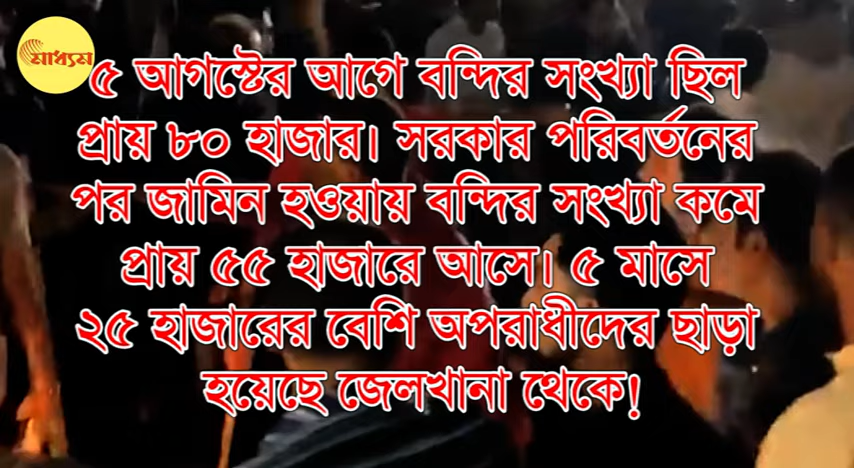 মাধ্যম
৫ আগস্টের আগে বন্দির সংখ্যা ছিল
প্রায় ৮০ হাজার। সরকার পরিবর্তনের
পর জামিন হওয়ায় বন্দির সংখ্যা কমে
প্রায় ৫৫ হাজারে আসে। ৫ মাসে
২৫ হাজারের বেশি অপরাধীদের ছাড়া
হয়েছে জেলখানা থেকে!